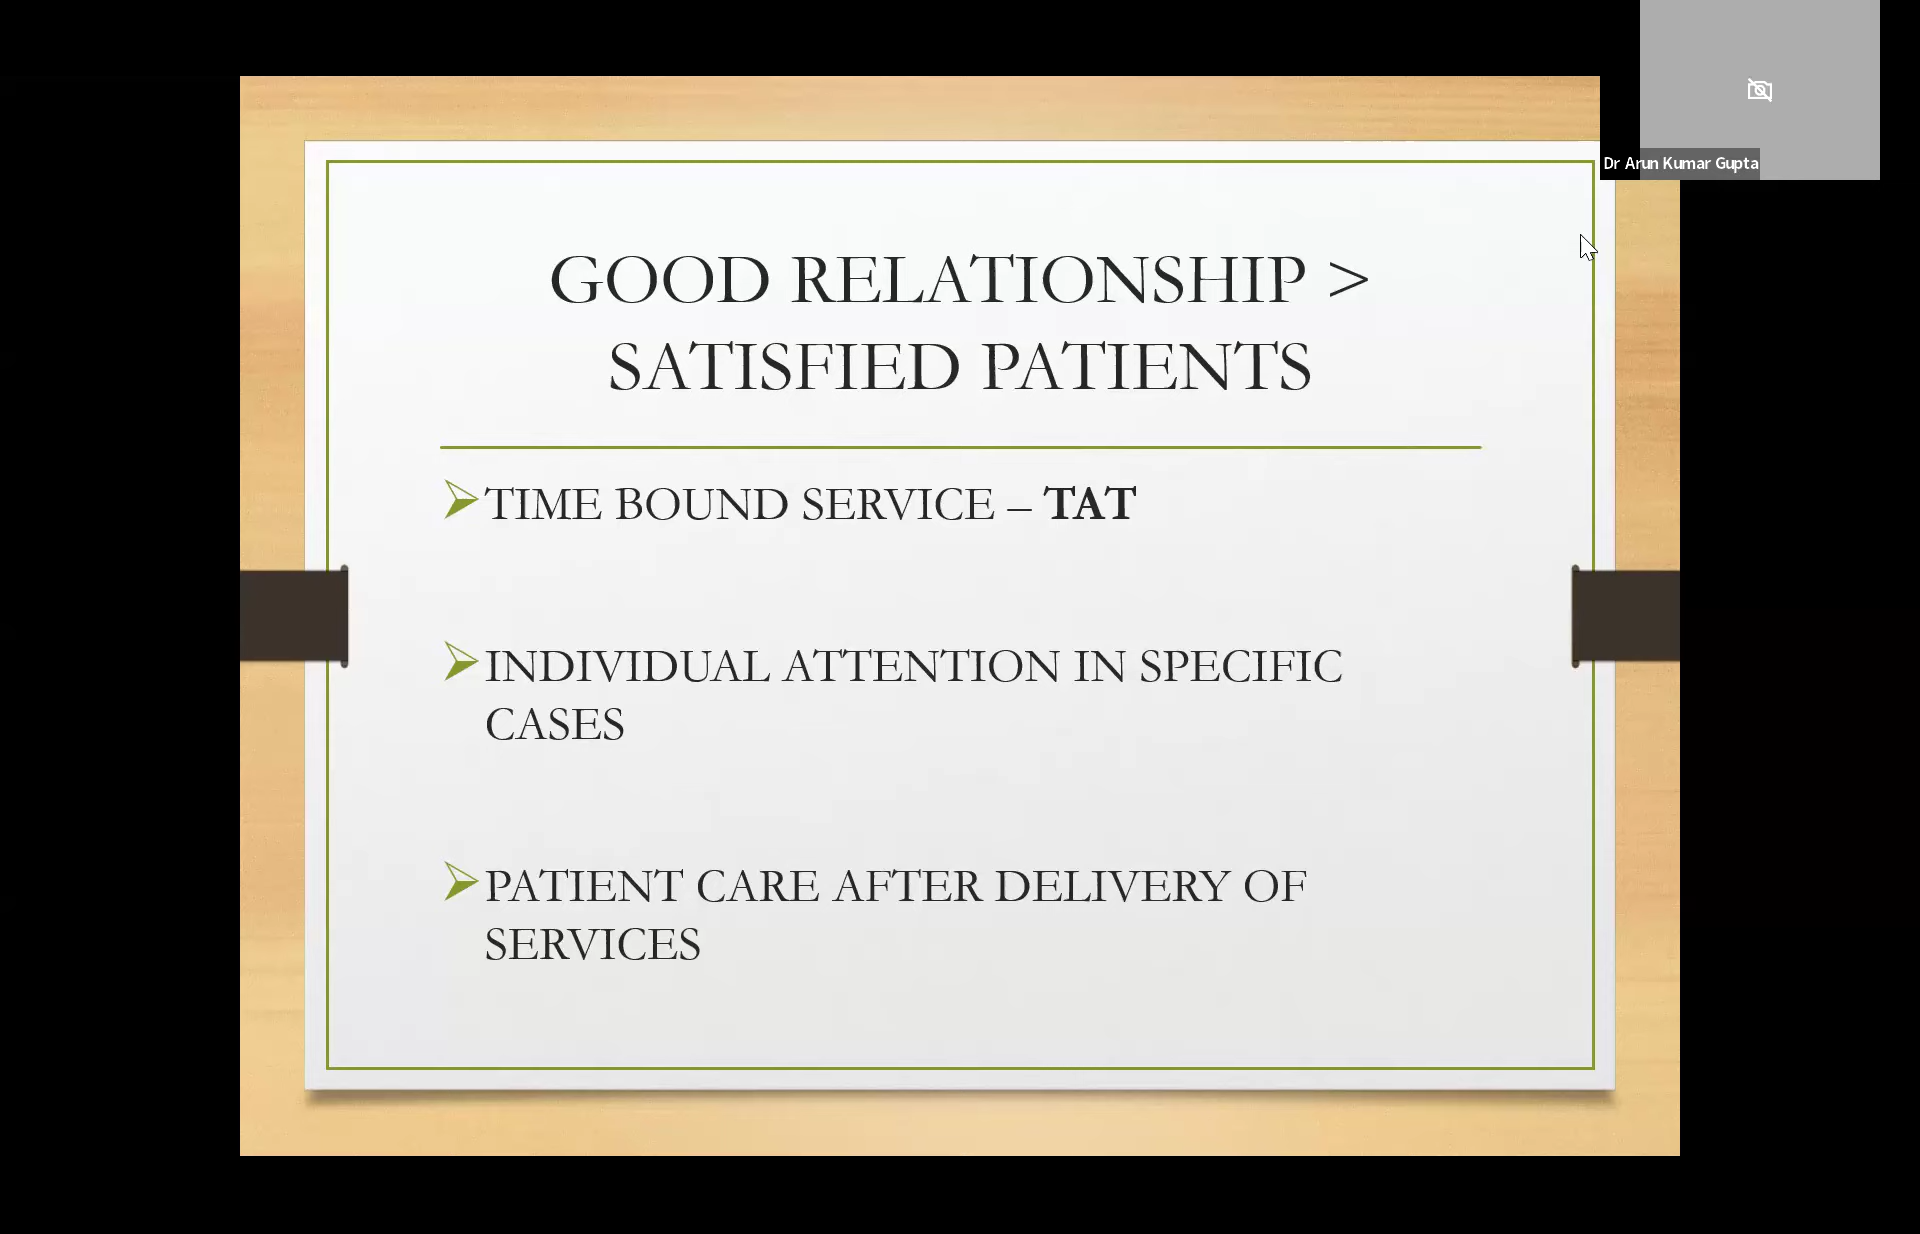 GOOD RELATIONSHIP >
SATISFIED PATIENTS
TIME BOUND SERVICE – TAT
INDIVIDUAL ATTENTION IN SPECIFIC
CASES
PATIENT CARE AFTER DELIVERY OF
SERVICES
Dr Arun Kumar Gupta